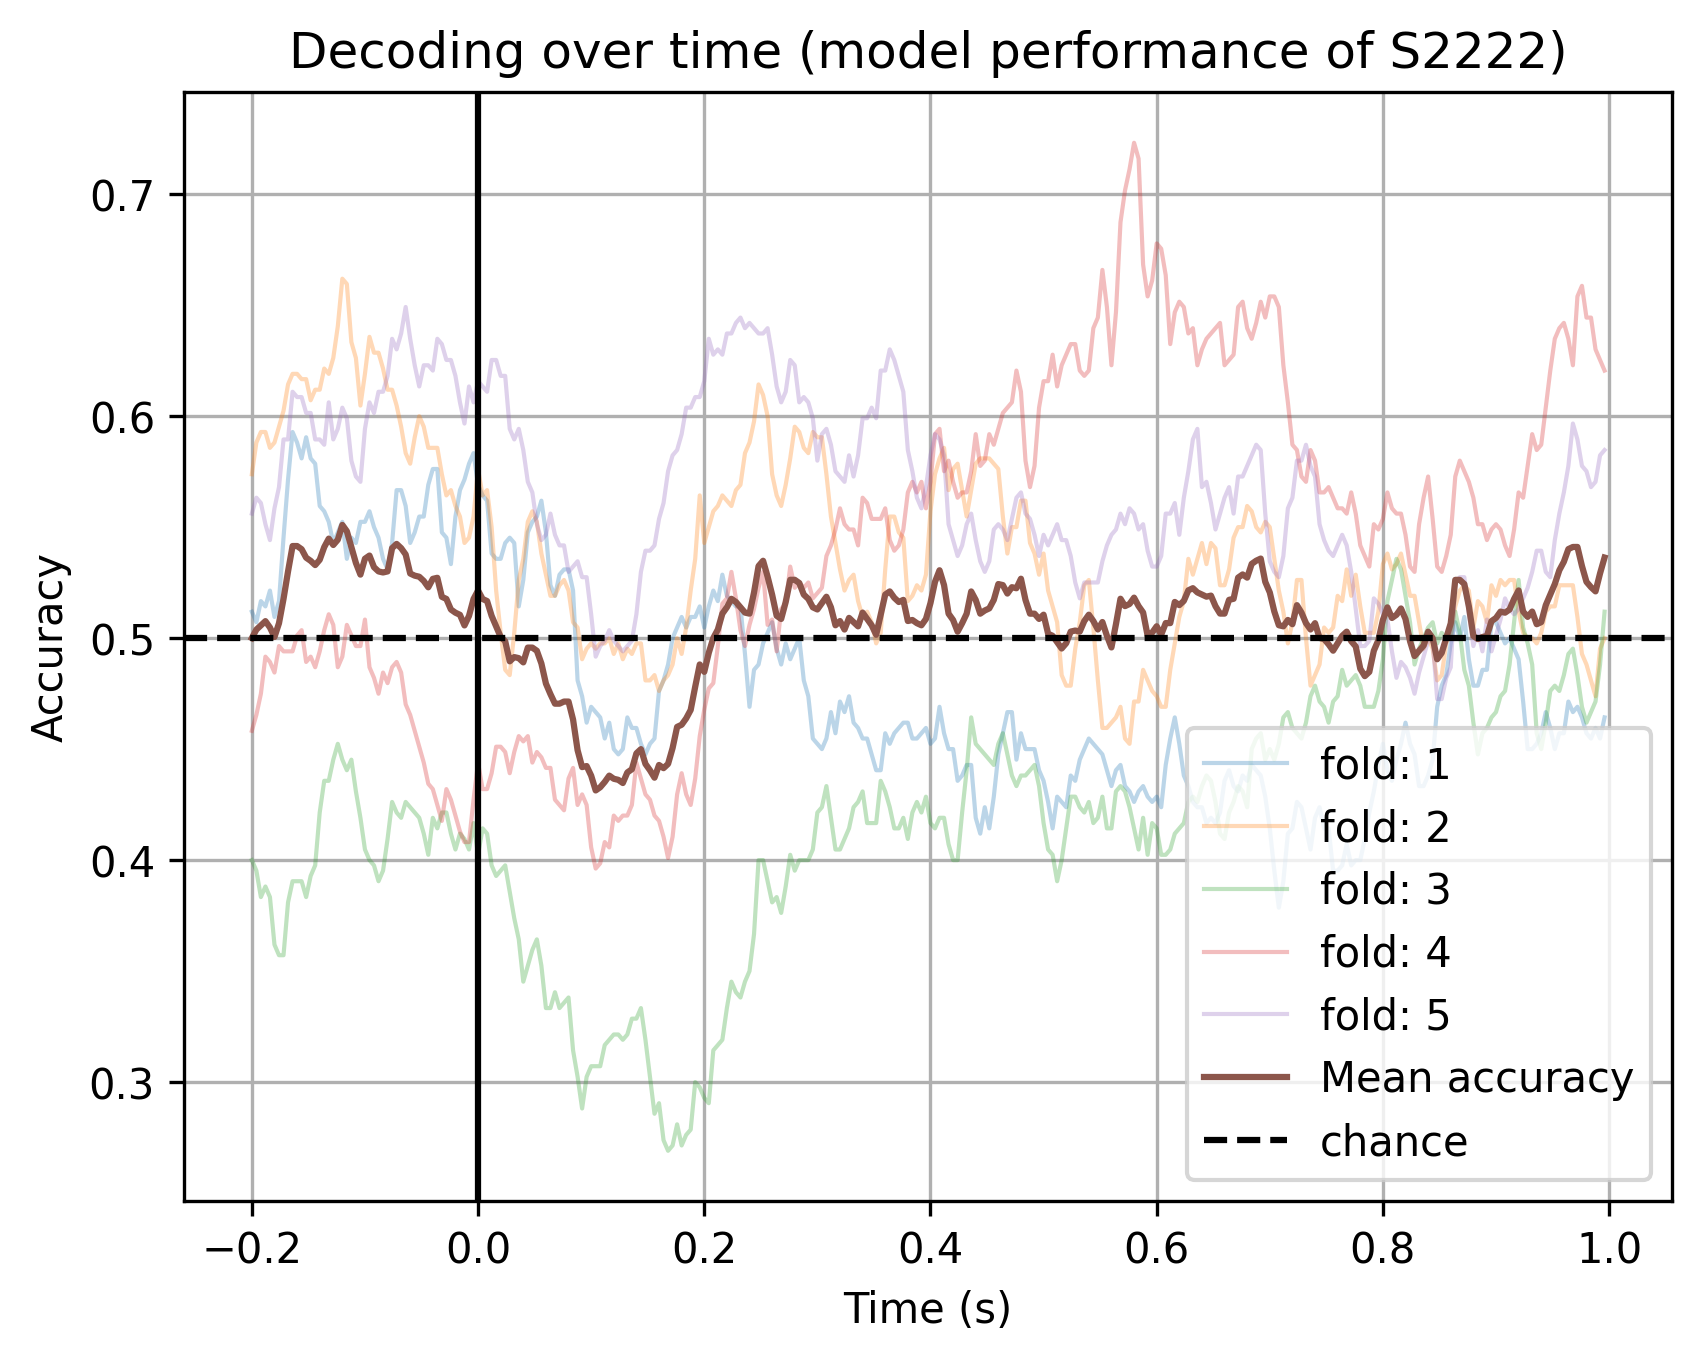 Decoding over time (model performance of S2222)
Accuracy
0.7
0.6
0.5
0.4
0.3
−0.2 0.0 0.2 0.4 0.6 0.8 1.0
Time (s)
fold: 1
fold: 2
fold: 3
fold: 4
fold: 5
Mean accuracy
chance